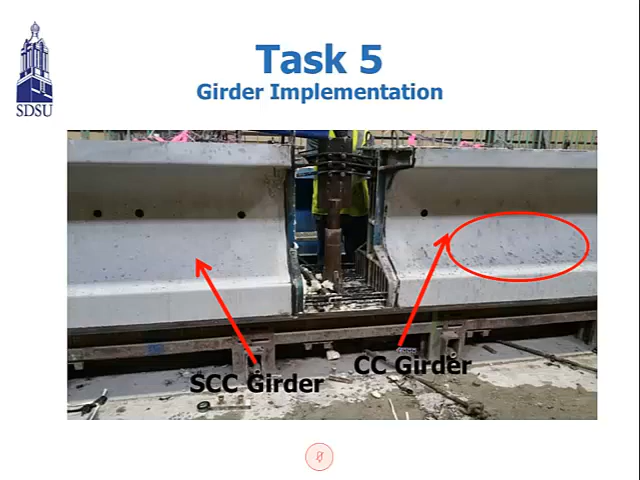 Task 5
Girder Implementation
SDSU
CC Girder
SCC Girder